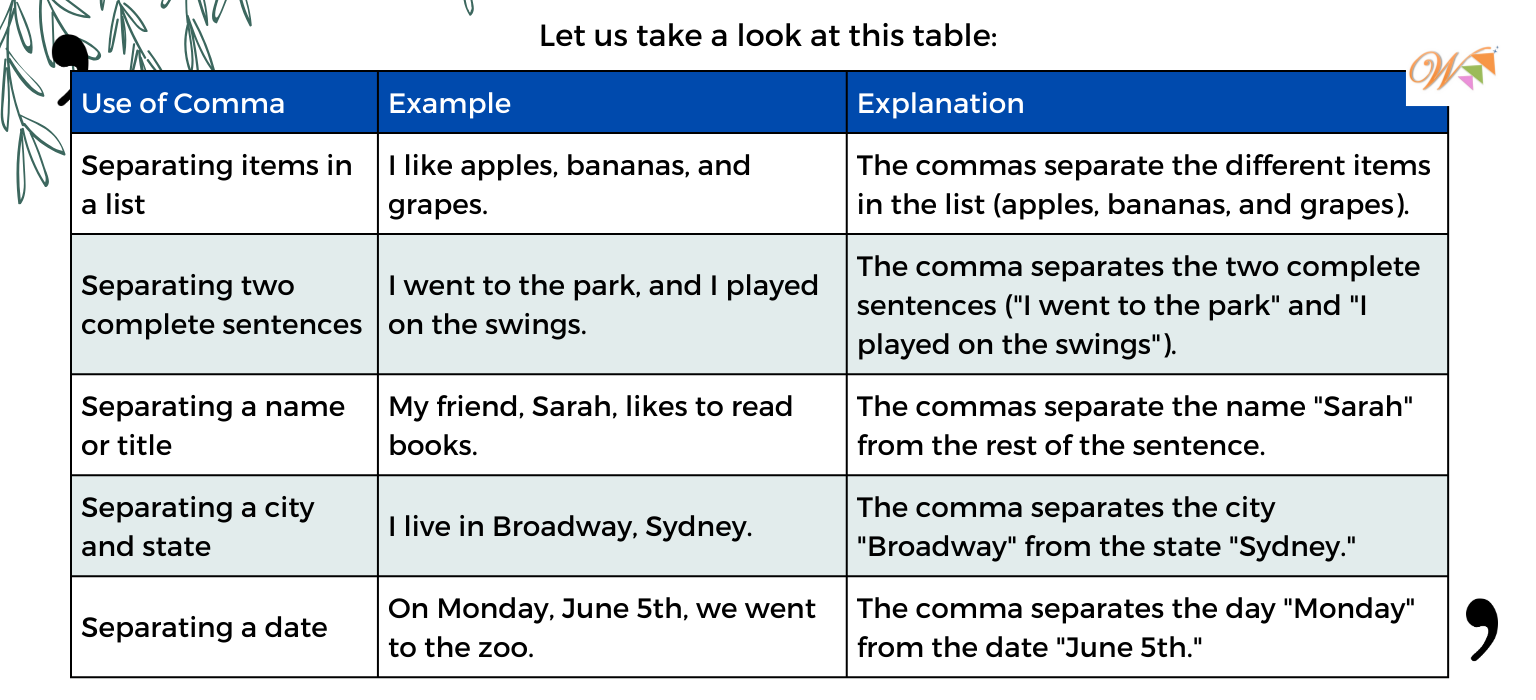 Let us take a look at this table:
Use of Comma
Example
Explanation
Separating items in
a list
I like apples, bananas, and
grapes.
The commas separate the different items
in the list (apples, bananas, and grapes).
Separating two
complete sentences
I went to the park, and I played
on the swings.
The comma separates the two complete
sentences ("I went to the park" and "I
played on the swings").
Separating a name
or title
My friend, Sarah, likes to read
books.
The commas separate the name "Sarah"
from the rest of the sentence.
Separating a city
and state
I live in Broadway, Sydney.
The comma separates the city
"Broadway" from the state "Sydney."
Separating a date
On Monday, June 5th, we went
to the zoo.
The comma separates the day "Monday"
from the date "June 5th."